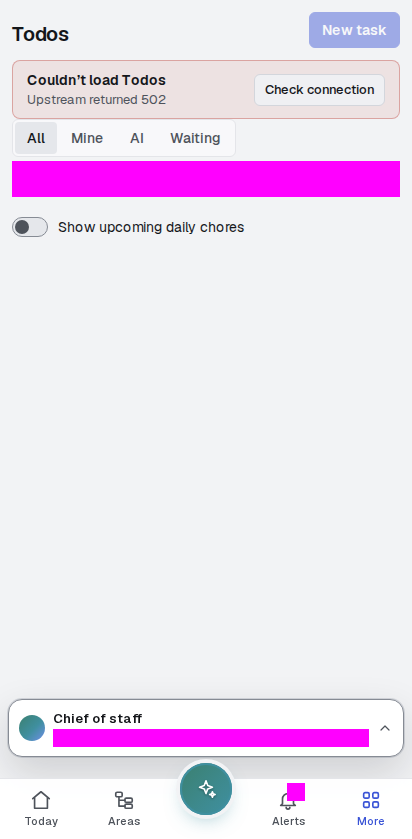 Todos
New task
Couldn’t load Todos
Upstream returned 502
Check connection
All
Mine
AI
Waiting
Show upcoming daily chores
Chief of staff
Today
Areas
Alerts
More